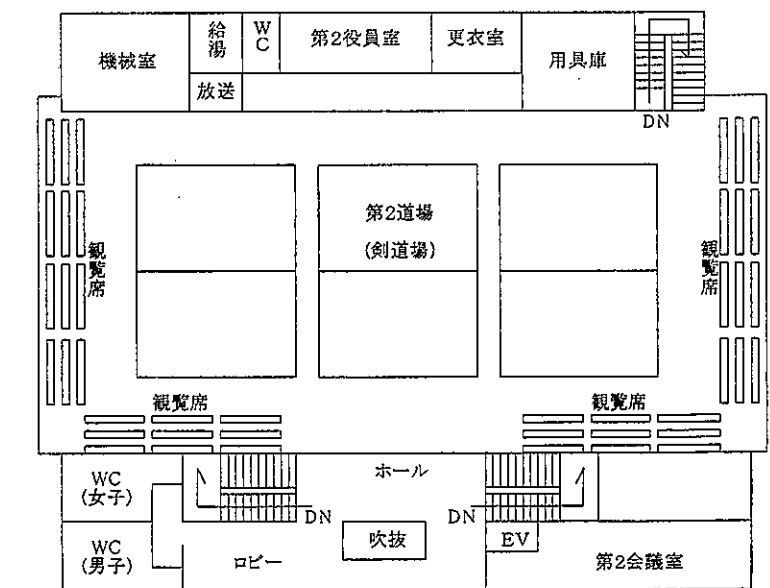 機械室
給湯
WC
第2役員室
更衣室
用具庫
放送
DN
第2道場
(剣道場)
観覧席
観覧席
観覧席
観覧席
WC
(女子)
ホール
DN
DN
吹抜
EV
WC
(男子)
ロビー
第2会議室